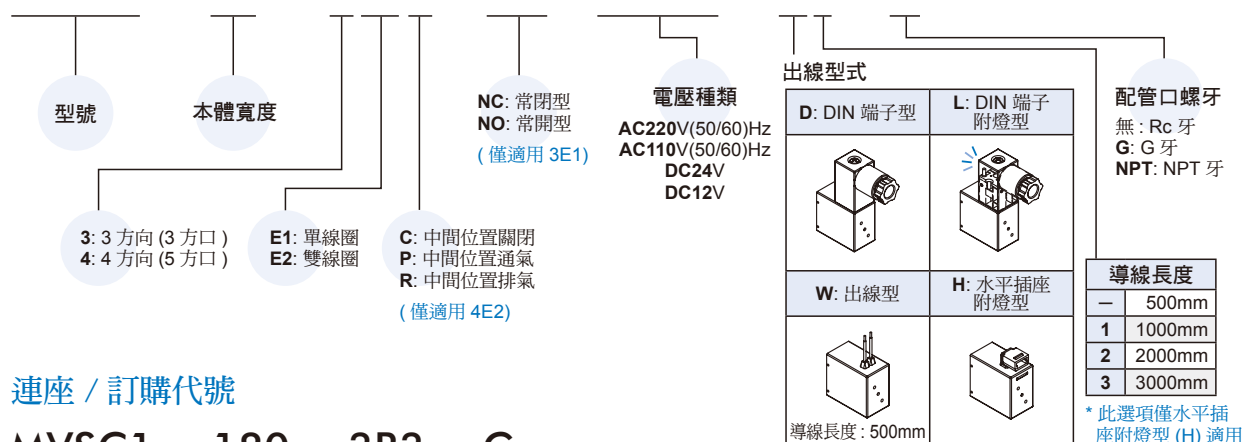 型號
本體寬度
3: 3 方向 (3 方口 )
4: 4 方向 (5 方口 )
E1: 單線圈
E2: 雙線圈
NC: 常閉型
NO: 常開型
( 僅適用 3E1)
C: 中間位置關閉
P: 中間位置通氣
R: 中間位置排氣
( 僅適用 4E2)
電壓種類
AC220V(50/60)Hz
AC110V(50/60)Hz
DC24V
DC12V
出線型式
D: DIN 端子型
L: DIN 端子
附燈型
W: 出線型
H: 水平插座
附燈型
導線長度 : 500mm
配管口螺牙
無 : Rc 牙
G: G 牙
NPT: NPT 牙
導線長度
— 500mm
1 1000mm
2 2000mm
3 3000mm
* 此選項僅水平插
座附燈型 (H) 適用
連座 / 訂購代號